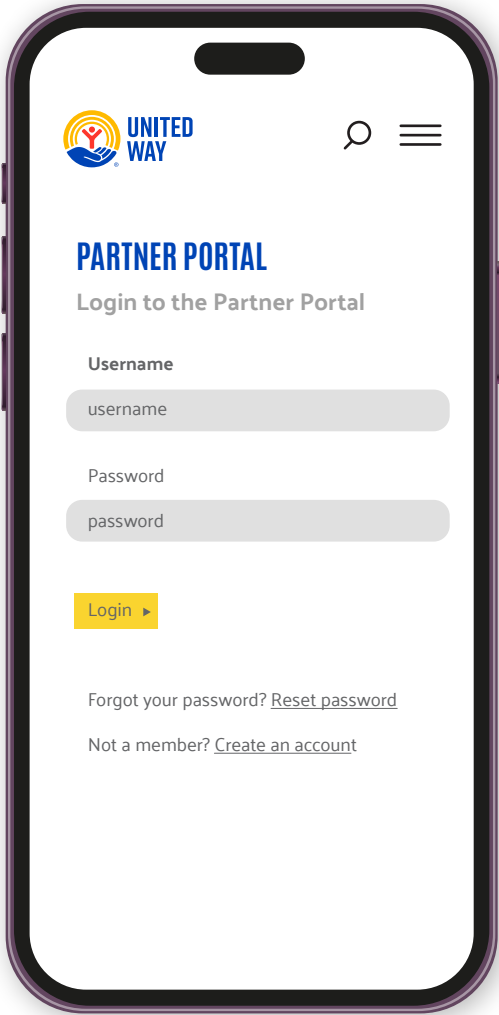 UNITED
WAY
®
PARTNER PORTAL
Login to the Partner Portal
Username
username
Password
password
Login ▸
Forgot your password? Reset password
Not a member? Create an account